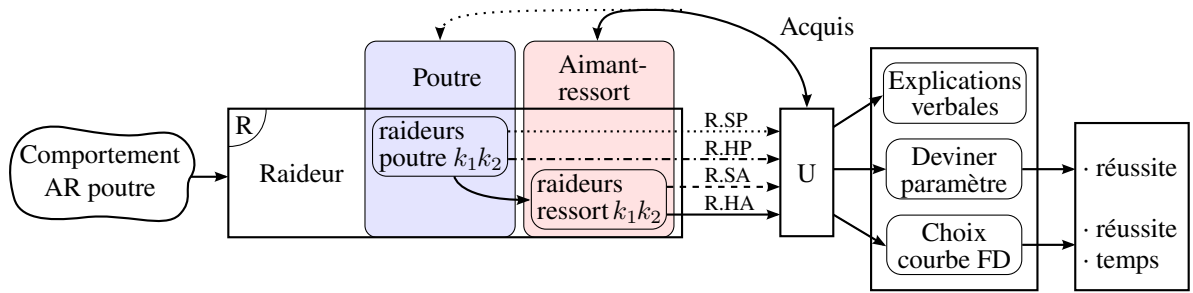 Acquis
Poutre
Aimant-
ressort
Explications
verbales
R
raideurs
poutre k₁k₂
R.SP
R.HP
Comportement
AR poutre
Raideur
raideurs
ressort k₁k₂
R.SA
R.HA
U
Deviner
paramètre
· réussite
Choix
courbe FD
· réussite
· temps